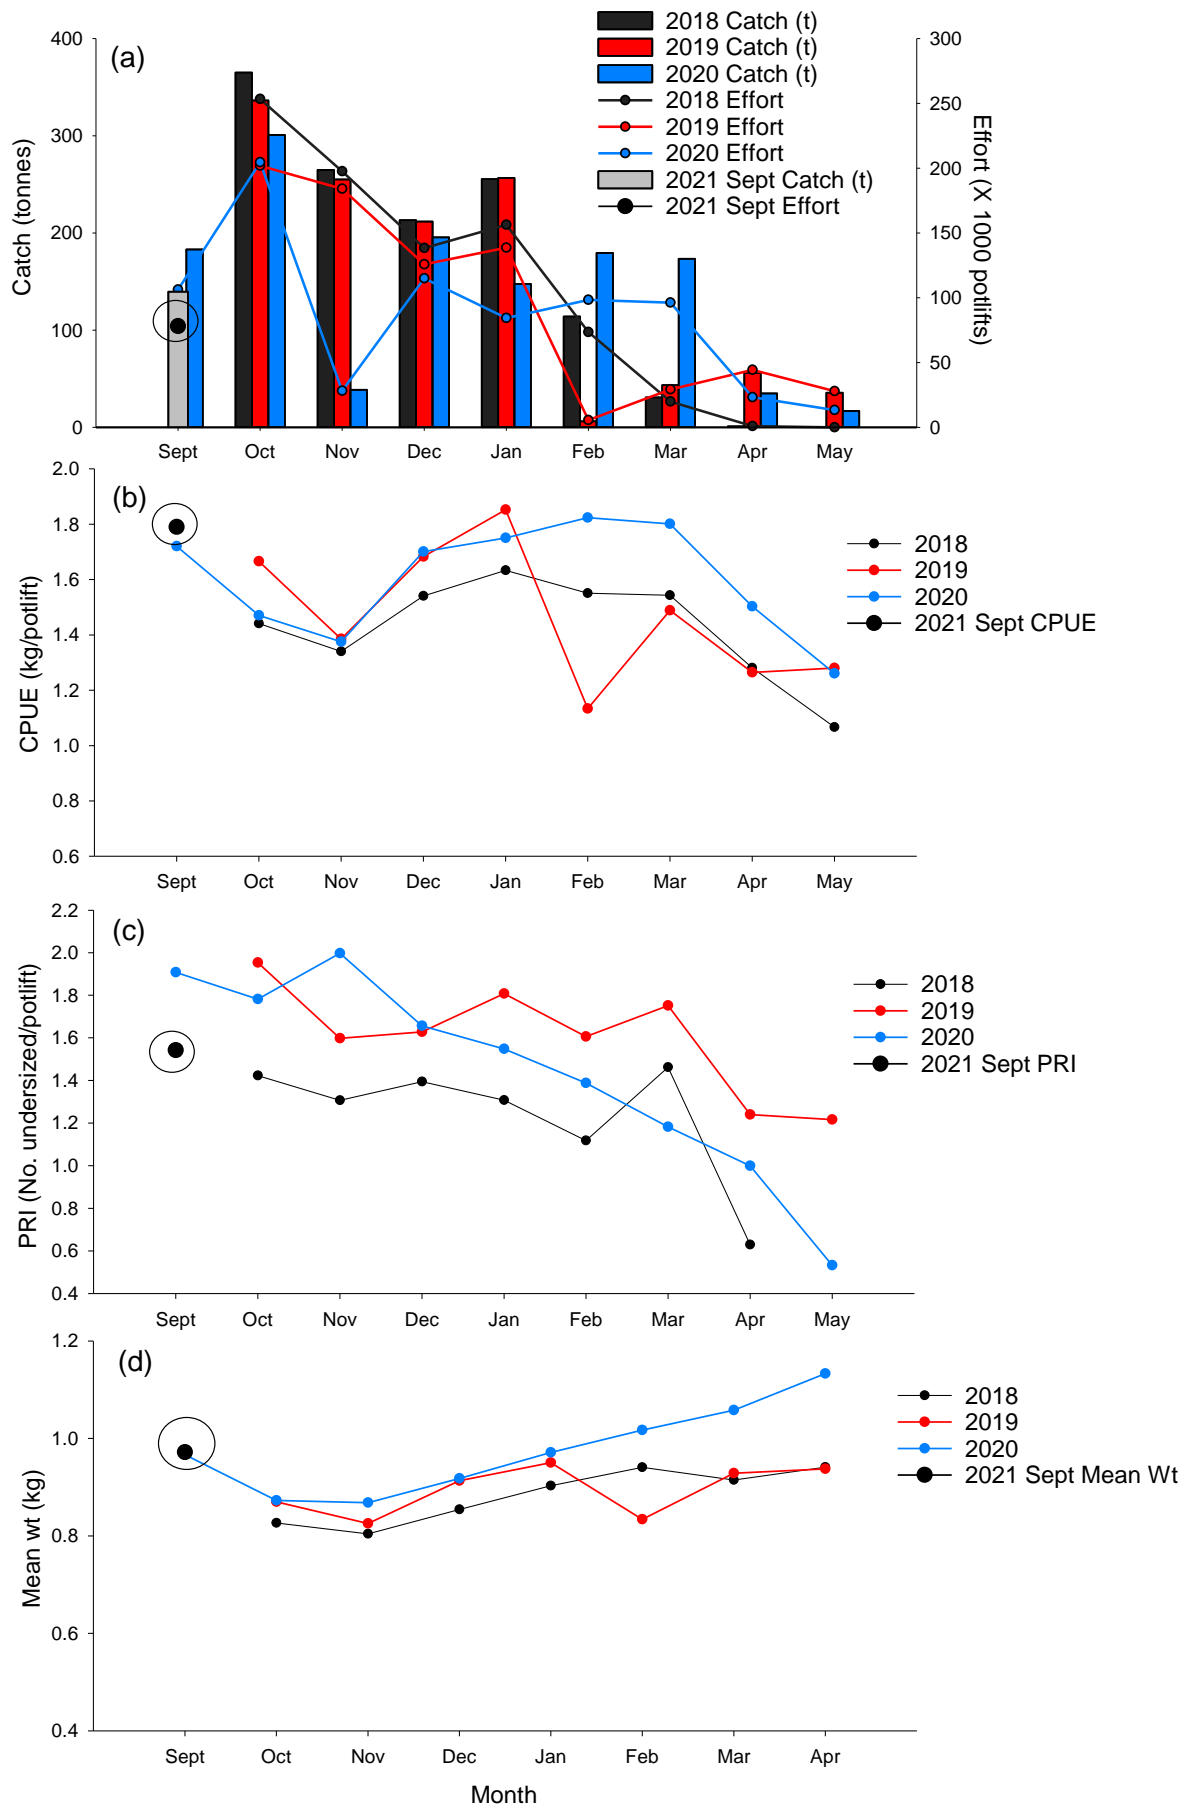 2018 Catch (t)
2019 Catch (t)
2020 Catch (t)
2018 Effort
2019 Effort
2020 Effort
2021 Sept Catch (t)
2021 Sept Effort
(a)
Catch (tonnes)
400
300
200
100
0
Effort (X 1000 potlifts)
300
250
200
150
100
50
0
Sept Oct Nov Dec Jan Feb Mar Apr May
(b)
CPUE (kg/potlift)
2.0
1.8
1.6
1.4
1.2
1.0
0.8
0.6
2018
2019
2020
2021 Sept CPUE
Sept Oct Nov Dec Jan Feb Mar Apr May
(c)
PRI (No. undersized/potlift)
2.2
2.0
1.8
1.6
1.4
1.2
1.0
0.8
0.6
0.4
2018
2019
2020
2021 Sept PRI
Sept Oct Nov Dec Jan Feb Mar Apr May
(d)
Mean wt (kg)
1.2
1.0
0.8
0.6
0.4
2018
2019
2020
2021 Sept Mean Wt
Sept Oct Nov Dec Jan Feb Mar Apr
Month